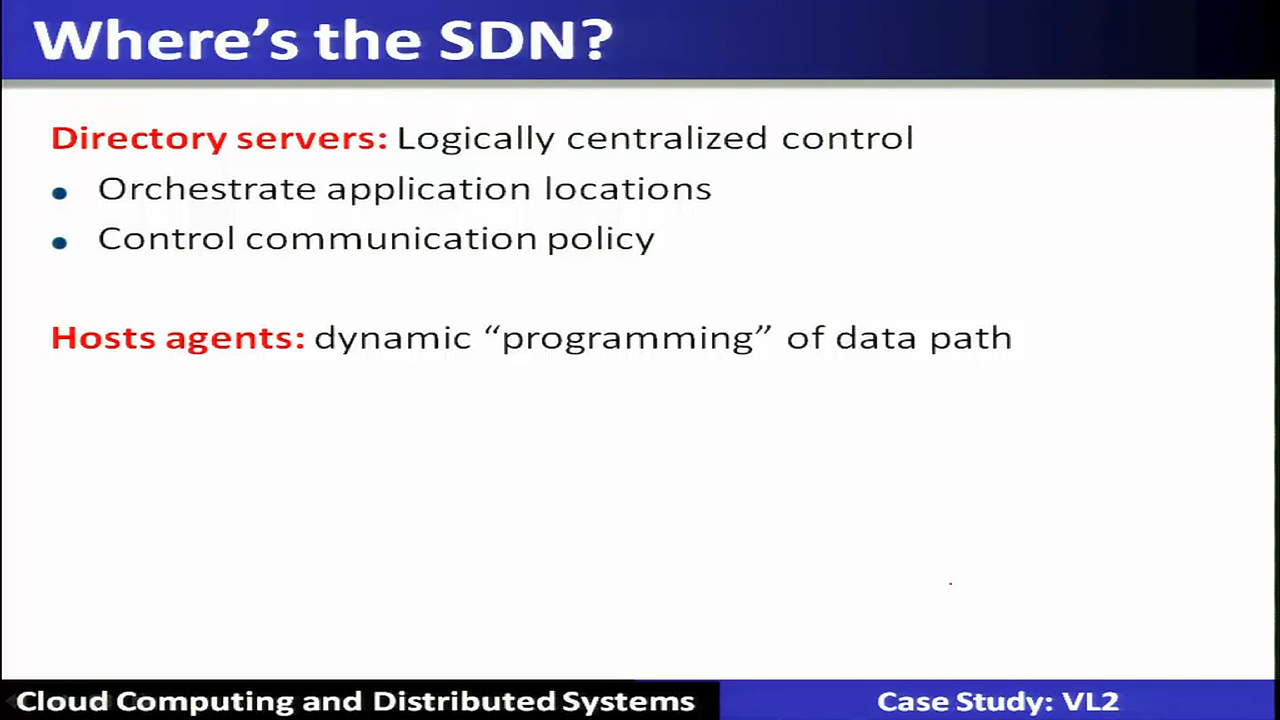 Where's the SDN?
Directory servers: Logically centralized control
• Orchestrate application locations
• Control communication policy
Hosts agents: dynamic “programming” of data path
Cloud Computing and Distributed Systems
Case Study: VL2